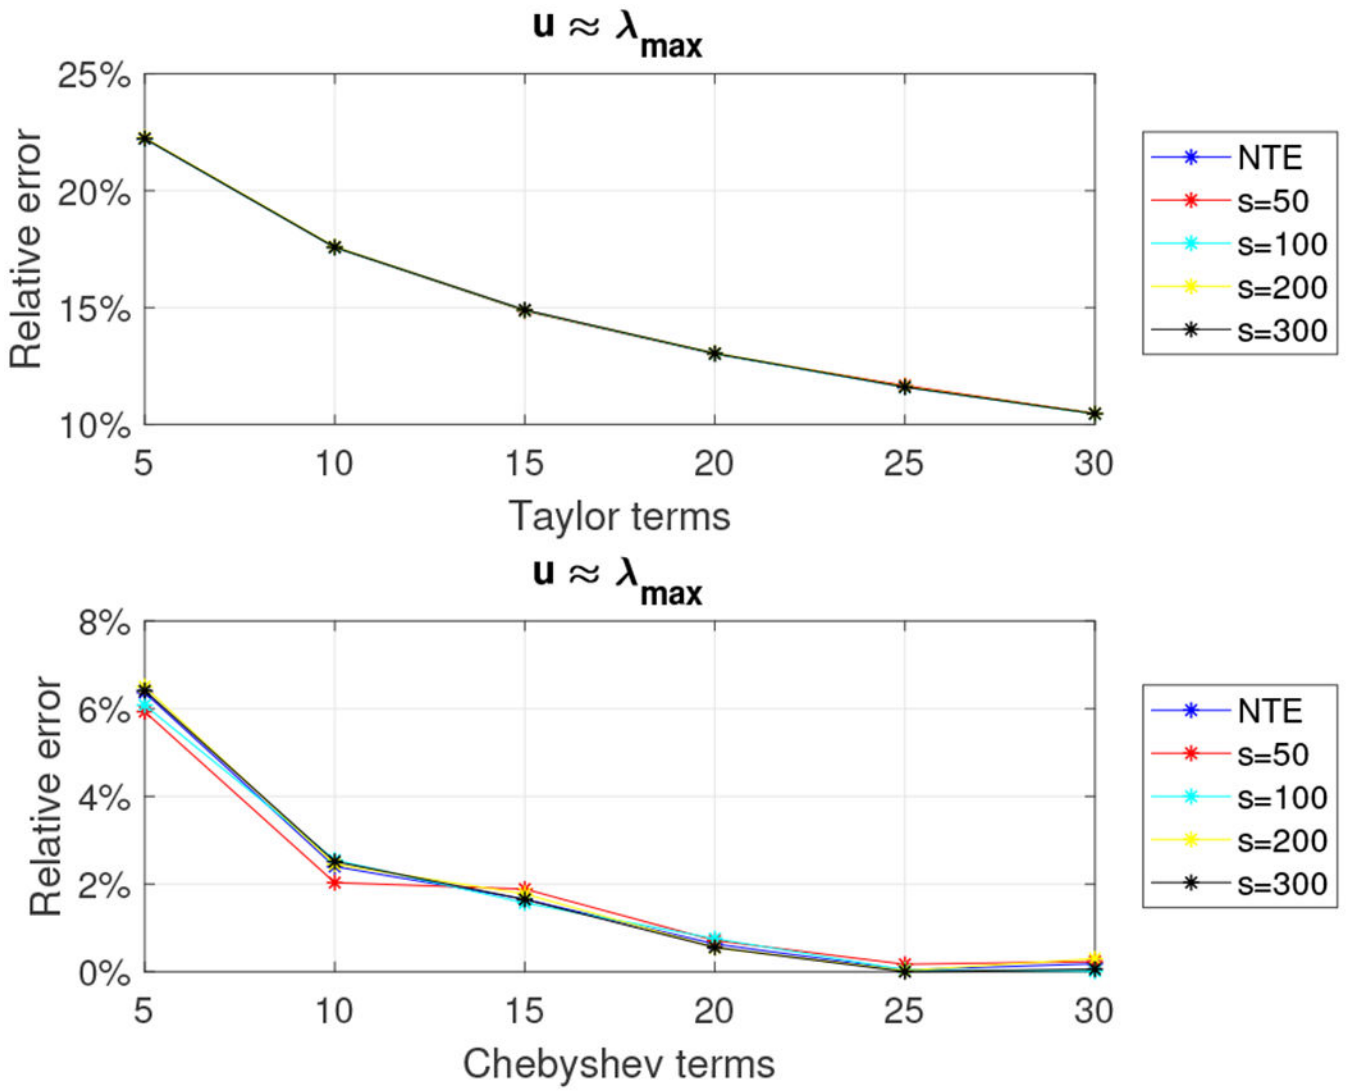 u ≈ λmax
25%
20%
15%
10%
Relative error
5 10 15 20 25 30
Taylor terms
NTE
s=50
s=100
s=200
s=300
u ≈ λmax
8%
6%
4%
2%
0%
Relative error
5 10 15 20 25 30
Chebyshev terms
NTE
s=50
s=100
s=200
s=300